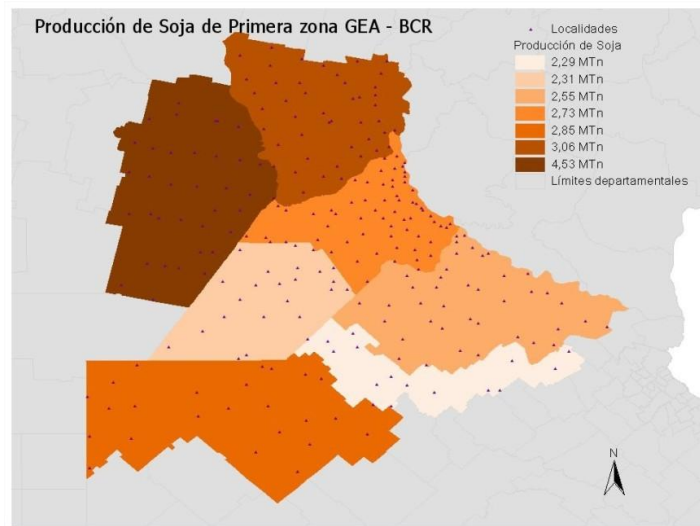 Producción de Soja de Primera zona GEA - BCR
Localidades
Producción de Soja
2,29 MTn
2,31 MTn
2,55 MTn
2,73 MTn
2,85 MTn
3,06 MTn
4,53 MTn
Límites departamentales
N